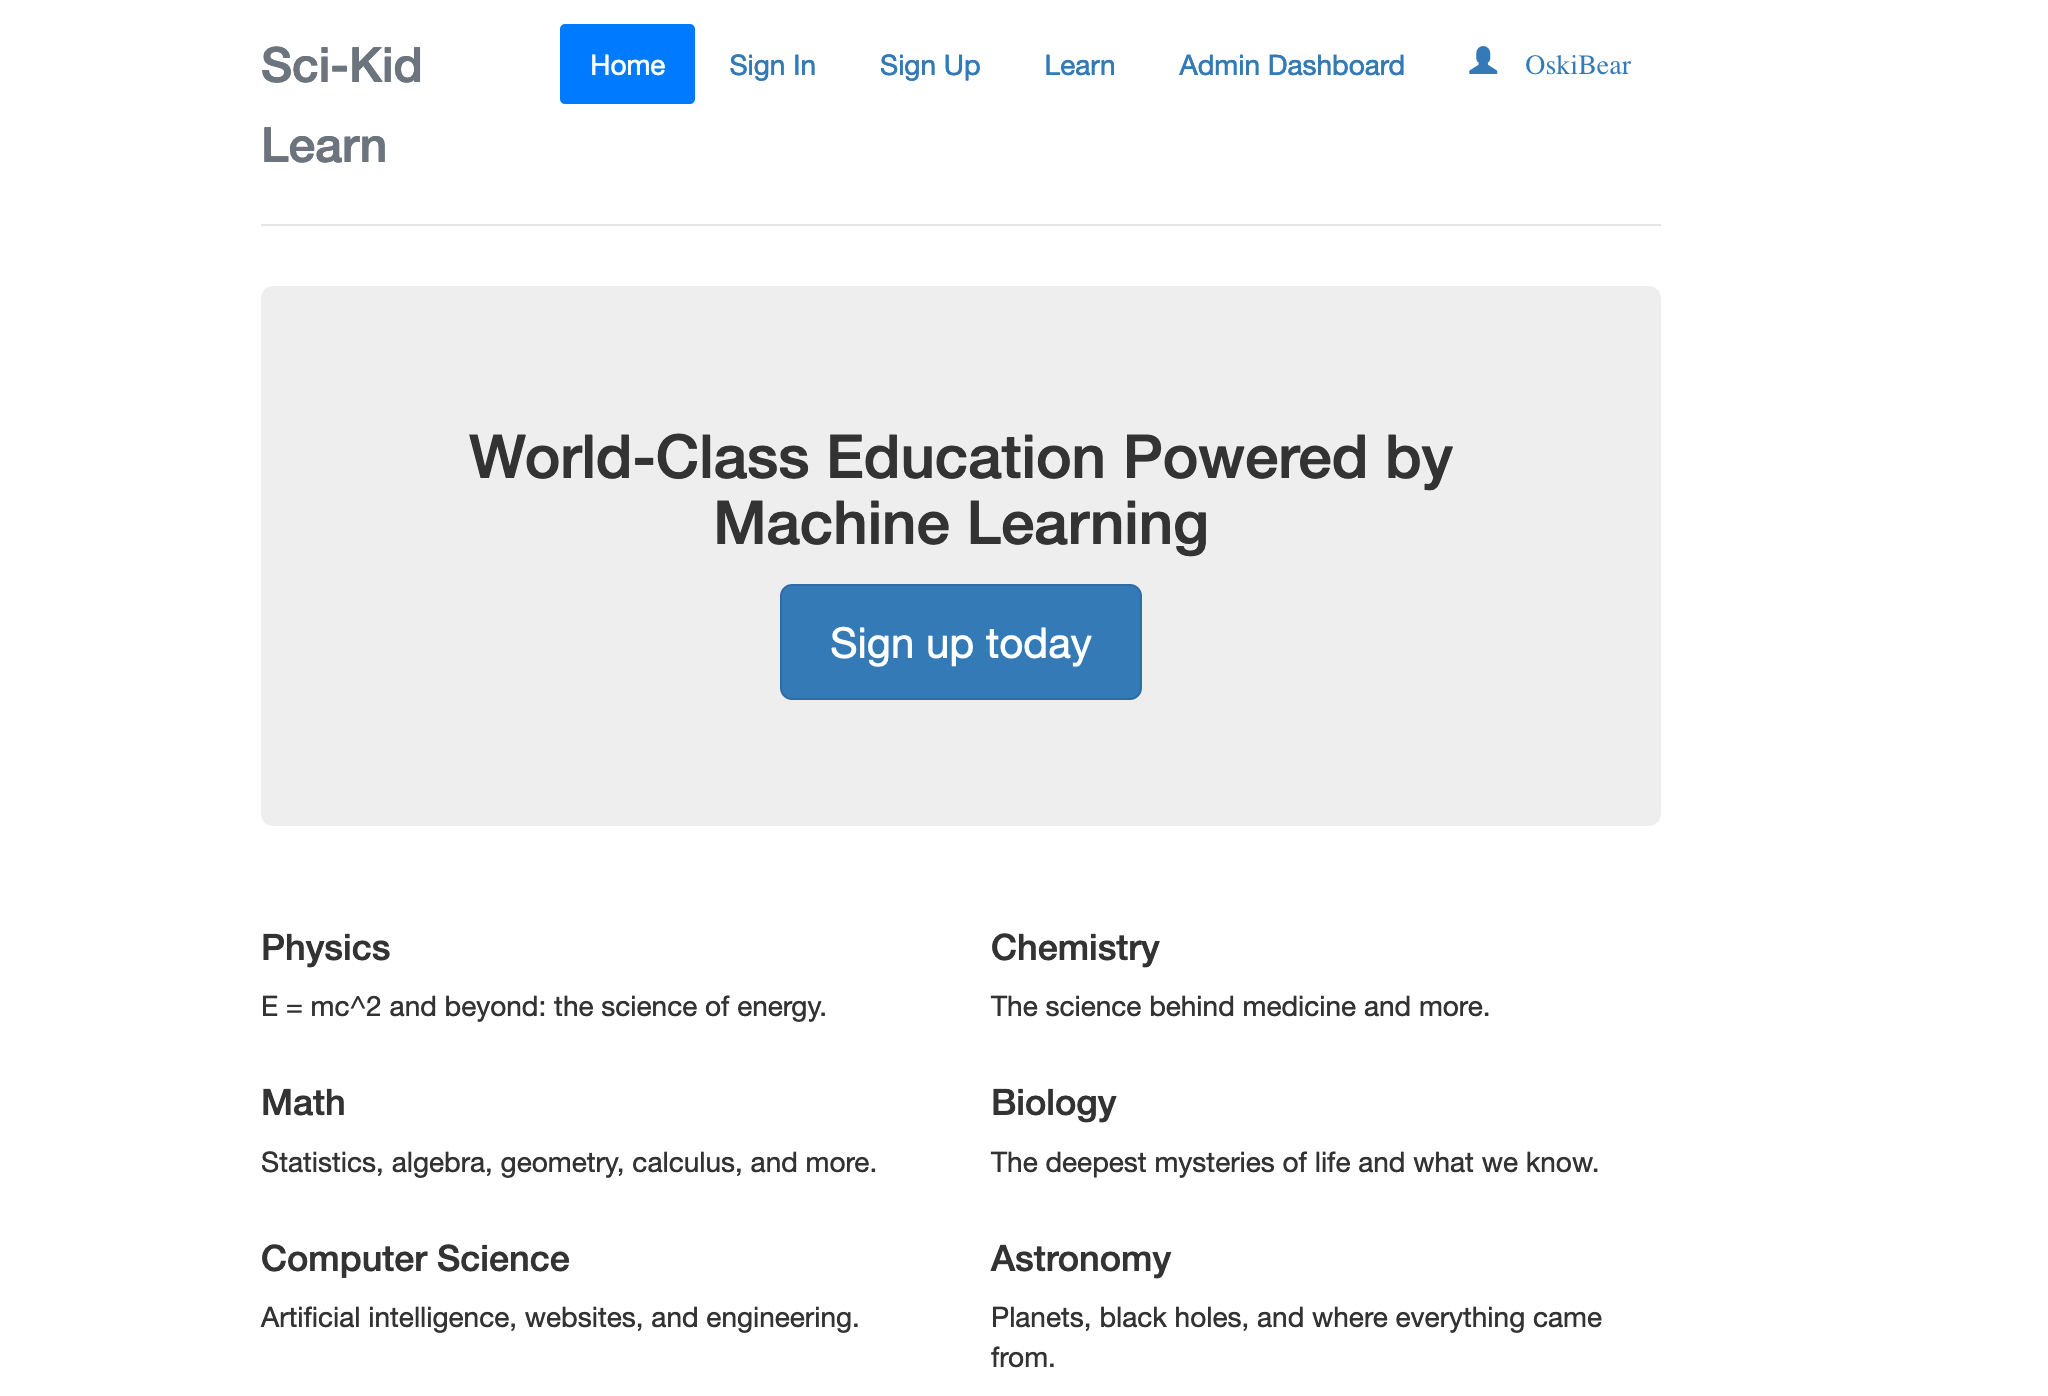 Sci-Kid
Learn
Home Sign In Sign Up Learn Admin Dashboard OskiBear
World-Class Education Powered by
Machine Learning
Sign up today
Physics
E = mc^2 and beyond: the science of energy.
Chemistry
The science behind medicine and more.
Math
Statistics, algebra, geometry, calculus, and more.
Biology
The deepest mysteries of life and what we know.
Computer Science
Artificial intelligence, websites, and engineering.
Astronomy
Planets, black holes, and where everything came
from.